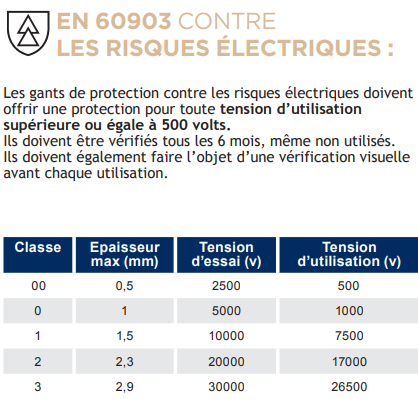 EN 60903 CONTRE
LES RISQUES ÉLECTRIQUES :
Les gants de protection contre les risques électriques doivent
offrir une protection pour toute tension d’utilisation
supérieure ou égale à 500 volts.
Ils doivent être vérifiés tous les 6 mois, même non utilisés.
Ils doivent également faire l’objet d’une vérification visuelle
avant chaque utilisation.
Classe Epaisseur max (mm) Tension d’essai (v) Tension d’utilisation (v)
00 0,5 2500 500
0 1 5000 1000
1 1,5 10000 7500
2 2,3 20000 17000
3 2,9 30000 26500